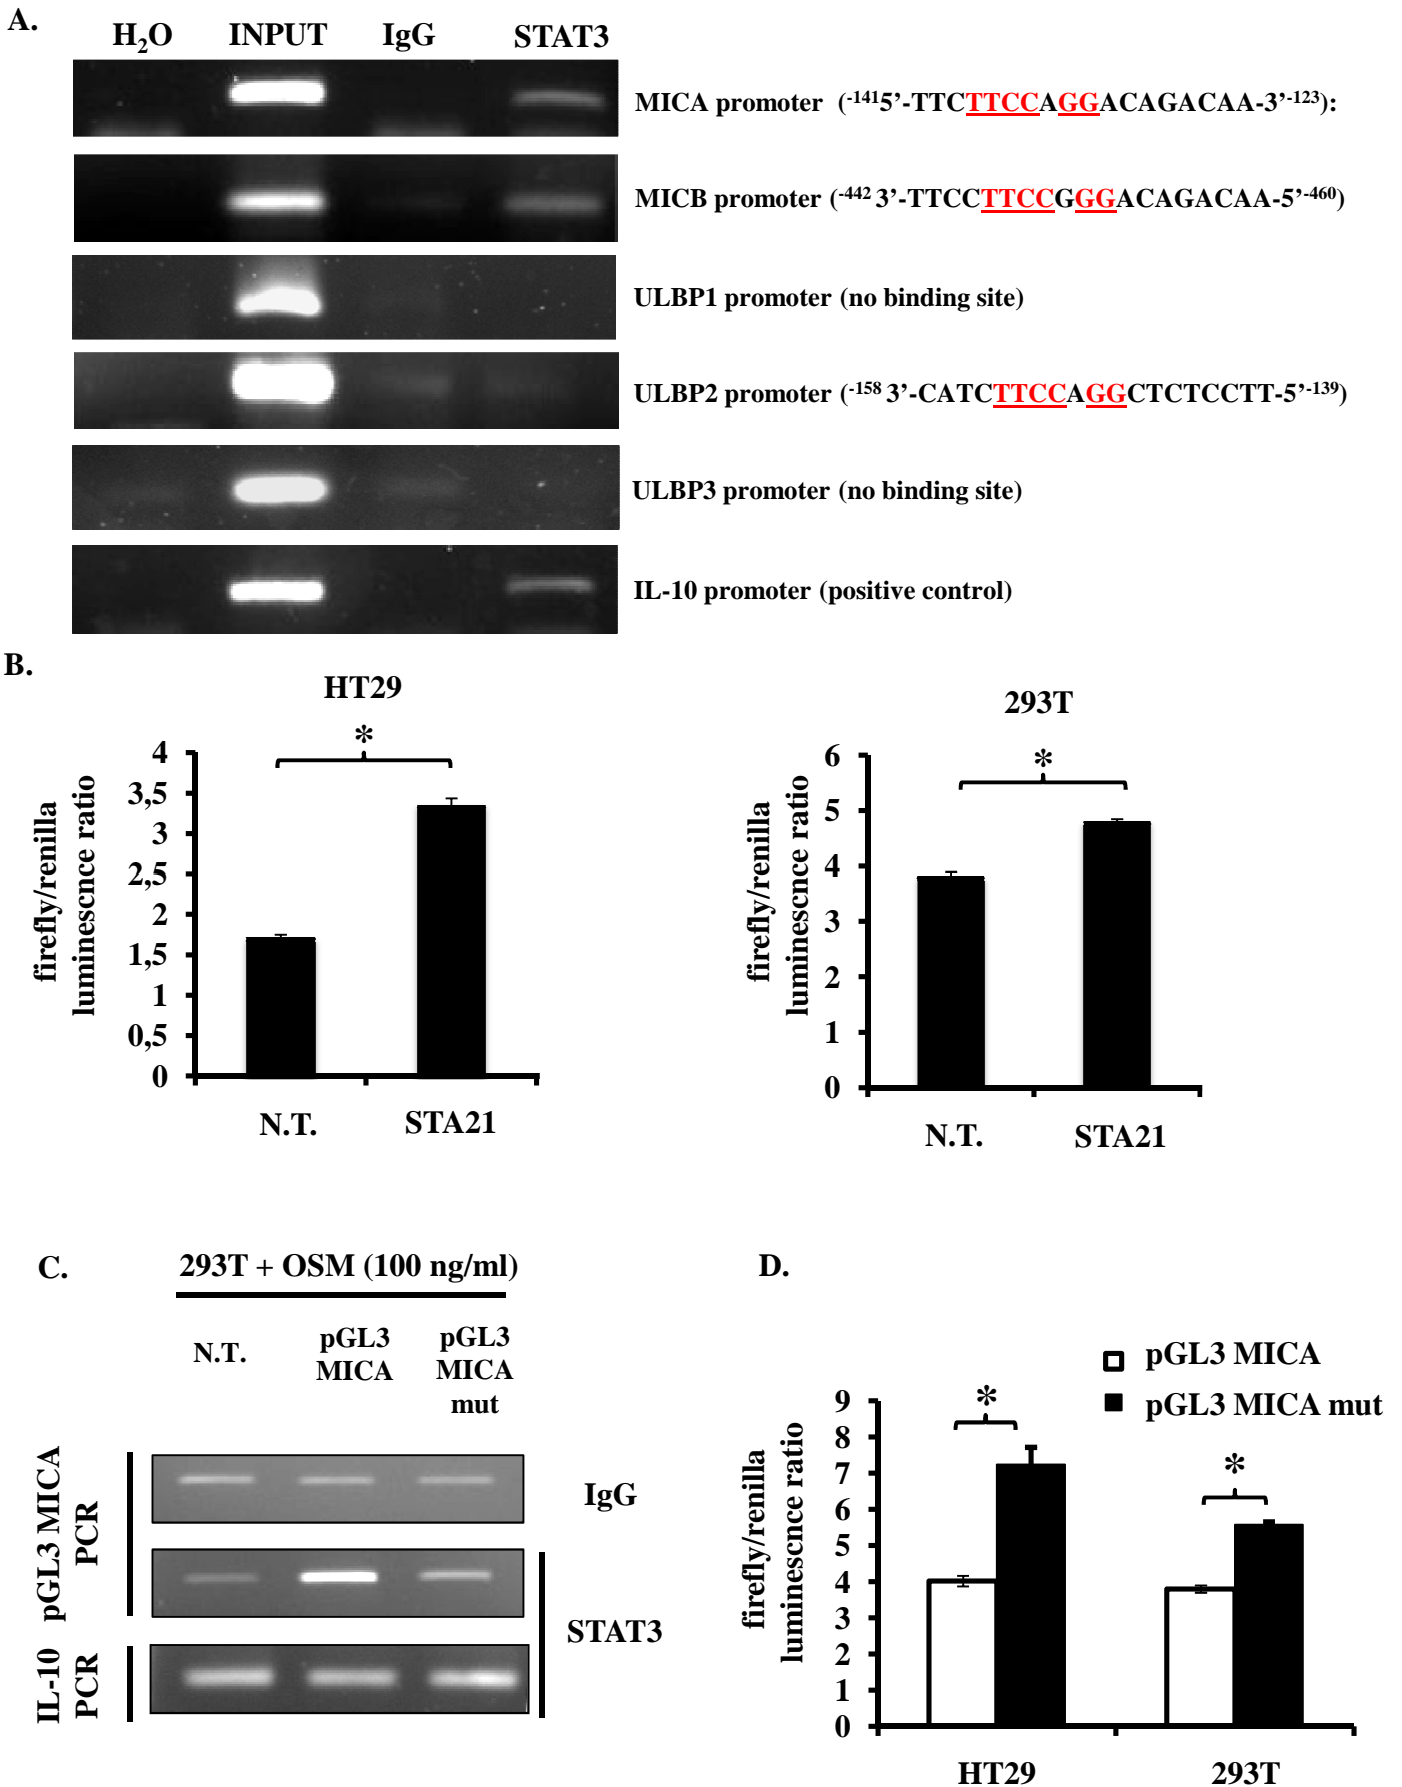 A.
H₂O INPUT IgG STAT3
MICA promoter (⁻¹⁴¹5’-TTCTTCCAGGACAGACAA-3’⁻¹²³):
MICB promoter (⁻⁴⁴² 3’-TTCCTTCCGGGACAGACAA-5’⁻⁴⁶⁰)
ULBP1 promoter (no binding site)
ULBP2 promoter (⁻¹⁵⁸ 3’-CATCTTCCAGGCTCTCCTT-5’⁻¹³⁹)
ULBP3 promoter (no binding site)
IL-10 promoter (positive control)
B.
HT29
*
4
3,5
3
2,5
2
1,5
1
0,5
0
firefly/renilla
luminescnce ratio
N.T. STA21
293T
*
6
5
4
3
2
1
0
firefly/renilla
luminescnce ratio
N.T. STA21
C.
293T + OSM (100 ng/ml)
N.T.
pGL3
MICA
pGL3
MICA
mut
pGL3 MICA
PCR
IL-10
PCR
IgG
STAT3
D.
pGL3 MICA
pGL3 MICA mut
*
*
9
8
7
6
5
4
3
2
1
0
firefly/renilla
luminescnce ratio
HT29 293T